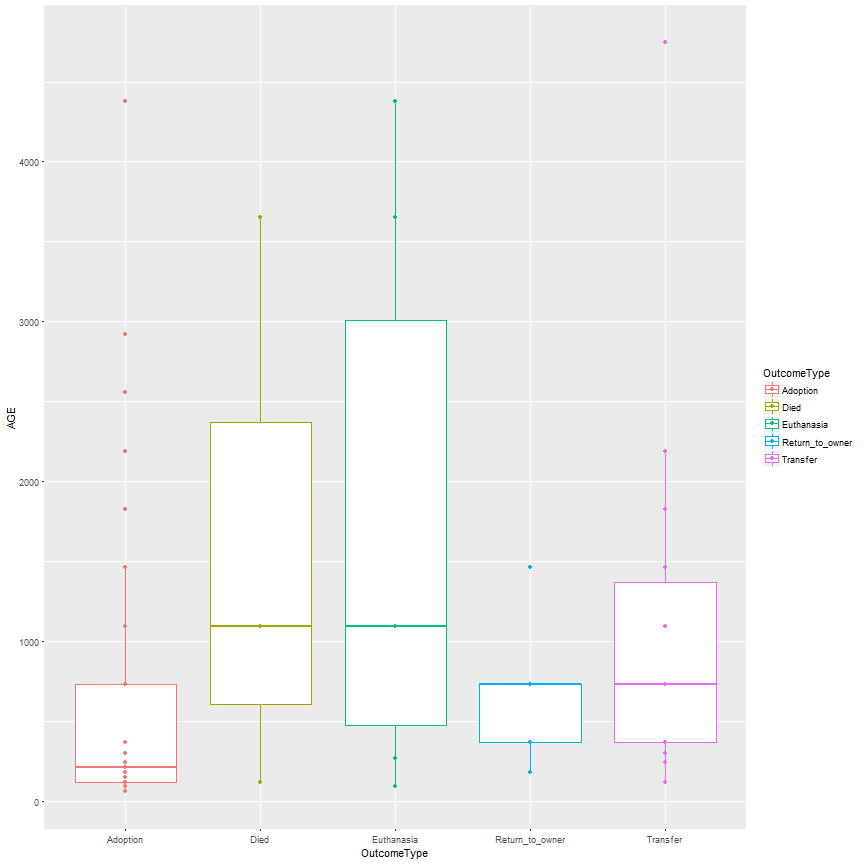 AGE
4000
3000
2000
1000
0
Adoption
Died
Euthanasia
Return_to_owner
Transfer
OutcomeType
OutcomeType
Adoption
Died
Euthanasia
Return_to_owner
Transfer